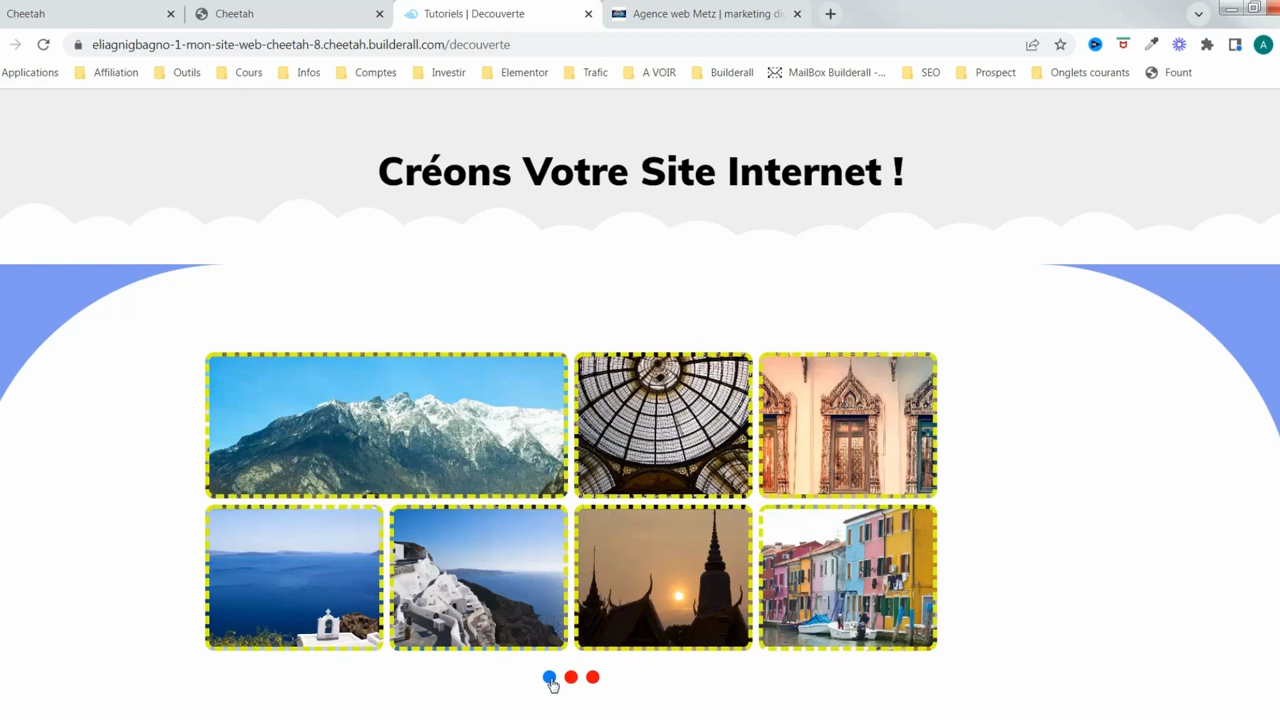 Cheetah
Cheetah
Tutoriels | Decouverte
Agence web Metz | marketing di
eliagnigbagno-1-mon-site-web-cheetah-8.cheetah.builderall.com/decouverte
A
Applications
Affiliation
Outils
Cours
Infos
Comptes
Investir
Elementor
Trafic
A VOIR
Builderall
MailBox Builderall -...
SEO
Prospect
Onglets courants
Fount
Créons Votre Site Internet !